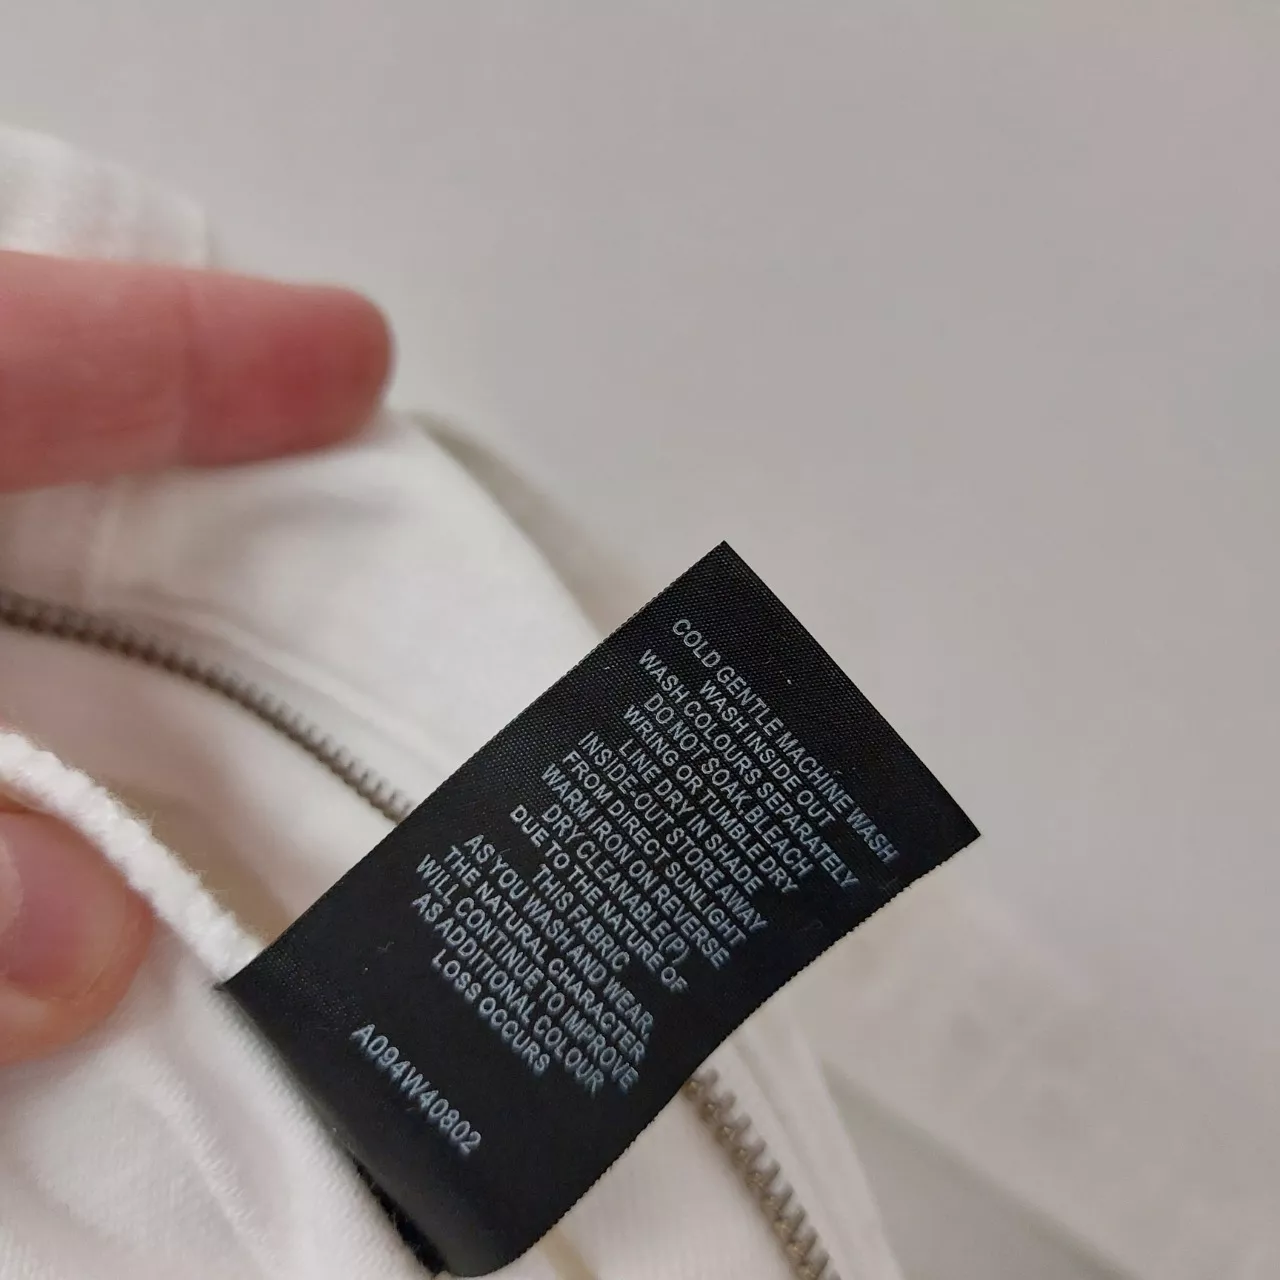 COLD GENTLE MACHINE WASH
WASH INSIDE OUT
WASH COLOURS SEPARATELY
DO NOT SOAK, BLEACH
WRING OR TUMBLE DRY
LINE DRY IN SHADE
INSIDE OUT STORE AWAY
FROM DIRECT SUNLIGHT
WARM IRON ON REVERSE
DRY CLEANABLE (P)
DUE TO THE NATURE OF
THIS FABRIC
AS YOU WASH AND WEAR,
THE NATURAL CHARACTER
WILL CONTINUE TO IMPROVE
AS ADDITIONAL COLOUR
LOSS OCCURS
A094W40802